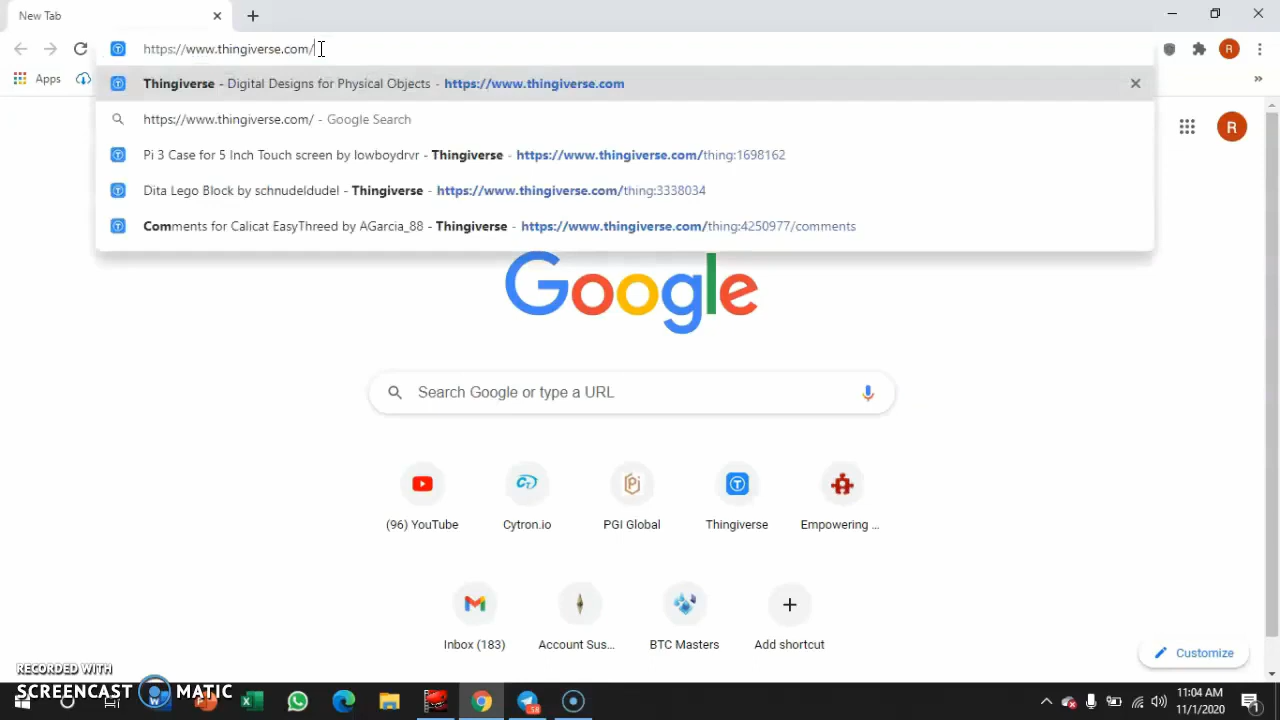 New Tab
https://www.thingiverse.com/
Apps
R
Thingiverse - Digital Designs for Physical Objects - https://www.thingiverse.com
https://www.thingiverse.com/ - Google Search
Pi 3 Case for 5 Inch Touch screen by lowboydrvr - Thingiverse - https://www.thingiverse.com/thing:1698162
Dita Lego Block by schnudeldudel - Thingiverse - https://www.thingiverse.com/thing:3338034
Comments for Calicat EasyThreed by AGarcia_88 - Thingiverse - https://www.thingiverse.com/thing:4250977/comments
R
Google
Search Google or type a URL
(96) YouTube
Cytron.io
PGI Global
Thingiverse
Empowering ...
Inbox (183)
Account Sus...
BTC Masters
Add shortcut
Customize
RECORDED WITH
SCREENCAST MATIC
58
11:04 AM
11/1/2020
1